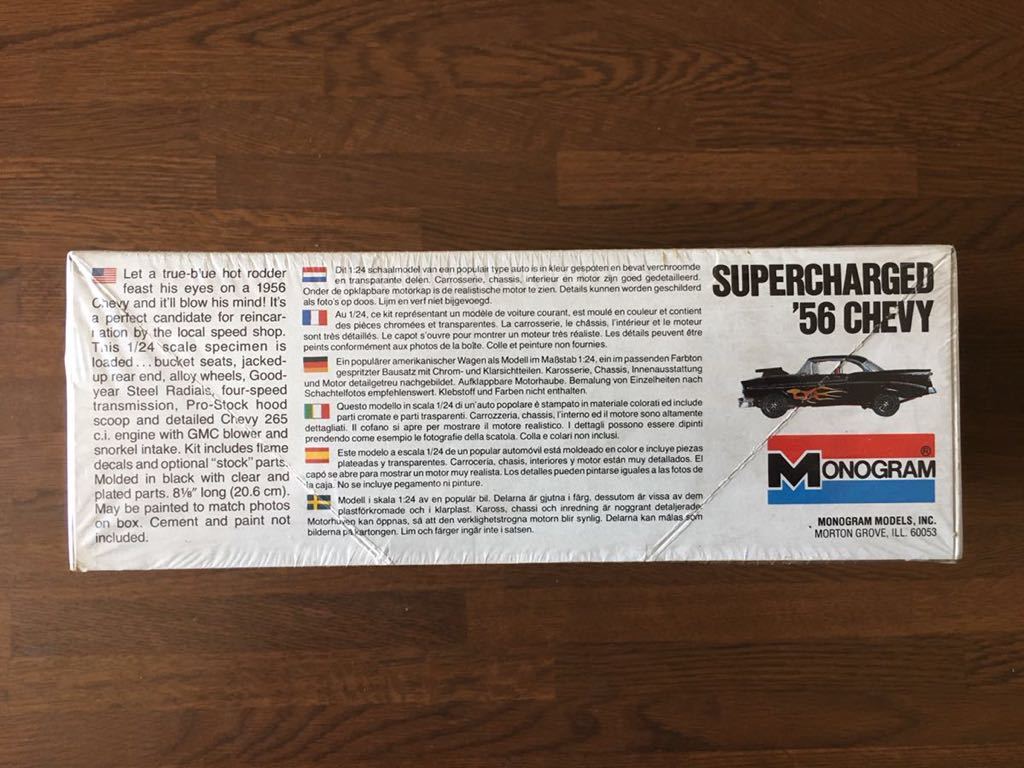 Let a true-blue hot rodder
feast his eyes on a 1956
Chevy and it'll blow his mind! It's
a perfect candidate for reincar-
nation by the local speed shop.
This 1/24 scale specimen is
loaded...bucket seats, jacked-
up rear end, alloy wheels, Good-
year Steel Radials, four-speed
transmission, Pro-Stock hood
scoop and detailed Chevy 265
c.i. engine with GMC blower and
snorkel intake. Kit includes flame
decals and optional "stock" parts.
Molded in black with clear and
plated parts. 8⅛" long (20.6 cm).
May be painted to match photos
on box. Cement and paint not
included.
Dit 1:24 schaalmodel van een populair type auto is in kleur gespoten en bevat verchroomde
en transparante delen. Carrosserie, chassis, interieur en motor zijn goed gedetailleerd.
Onder de opklapbare motorkap is de realistische motor te zien. Details kunnen worden geschilderd
als foto's op doos. Lijm en verf niet bijgevoegd.
Au 1/24, ce kit représentant un modèle de voiture courant, est moulé en couleur et contient
des pièces chromées et transparentes. La carrosserie, le châssis, l'intérieur et le moteur
sont très détaillés. Le capot s'ouvre pour montrer un moteur très réaliste. Les détails peuvent être
peints conformément aux photos de la boîte. Colle et peinture non fournies.
Ein populärer amerikanischer Wagen als Modell im Maßstab 1:24, ein im passenden Farbton
gespritzter Bausatz mit Chrom- und Klarsichtteilen. Karosserie, Chassis, Innenausstattung
und Motor detailgetreu nachgebildet. Aufklappbare Motorhaube. Bemalung von Einzelheiten nach
Schachtelfotos empfehlenswert. Klebstoff und Farben nicht enthalten.
Questo modello in scala 1/24 di un'auto popolare è stampato in materiale colorati ed include
parti cromate e parti trasparenti. Carrozzeria, chassis, l'interno ed il motore sono altamente
dettagliati. Il cofano si apre per mostrare il motore realistico. I dettagli possono essere dipinti
prendendo come esempio le fotografie della scatola. Colla e colari non inclusi.
Este modelo a escala 1/24 de un popular automóvil está moldeado en color e incluye piezas
plateadas y transparentes. Carrocería, chasis, interiores y motor están muy detallados. El
capó se abre para mostrar un motor muy realista. Los detalles pueden pintarse iguales a las fotos de
la caja. No se incluye pegamento ni pinture.
Modell i skala 1:24 av en populär bil. Delarna är gjutna i färg, dessutom är vissa av dem
plastförkromade och i klarplast. Kaross, chassis och inredning är noggrant detaljerade.
Motorhuven kan öppnas, så att den verklighetstrogna motorn blir synlig. Delarna kan målas som
bilderna på kartongen. Lim och färger ingår inte i satsen.
SUPERCHARGED
'56 CHEVY
MONOGRAM®
MONOGRAM MODELS, INC.
MORTON GROVE, ILL. 60053